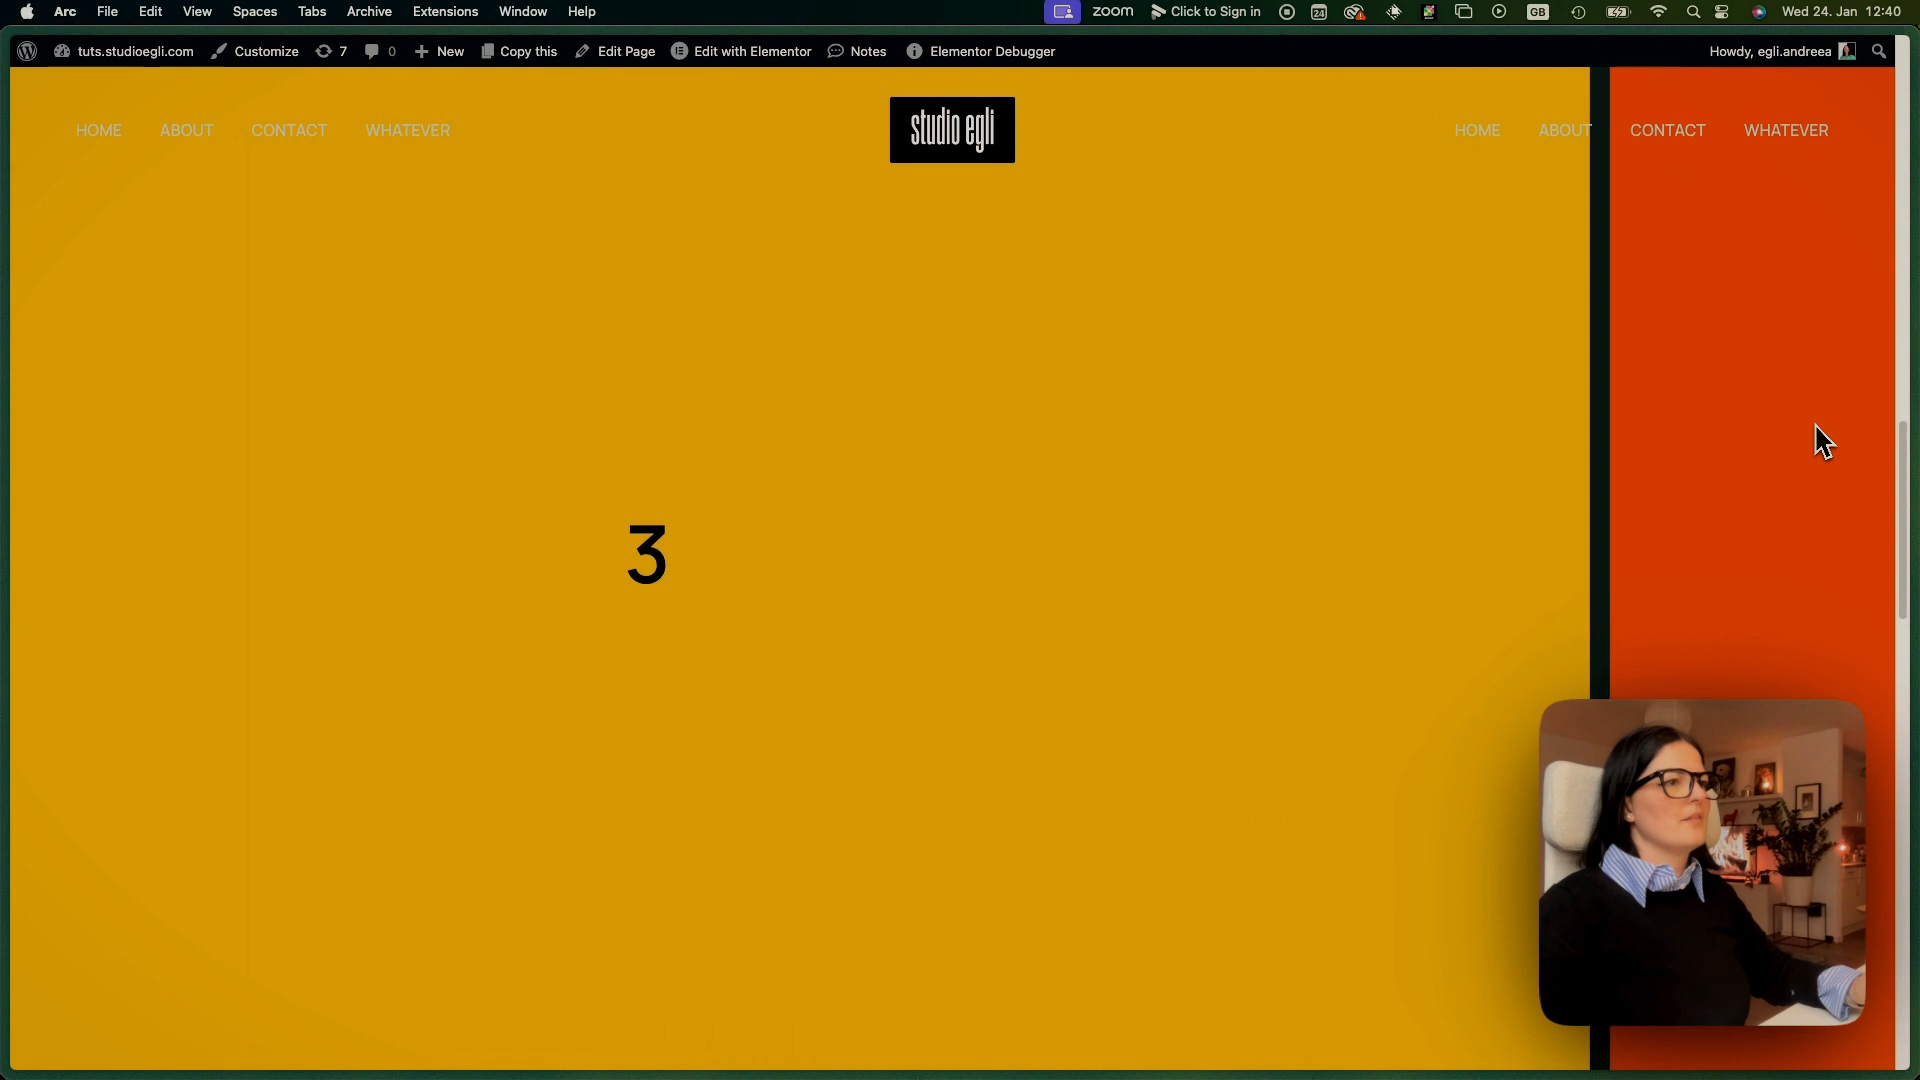 Arc File Edit View Spaces Tabs Archive Extensions Window Help zoom Click to Sign in 24 GB Wed 24. Jan 12:40
tuts.studioegli.com Customize 7 0 New Copy this Edit Page Edit with Elementor Notes Elementor Debugger Howdy, egli.andreea
HOME ABOUT CONTACT WHATEVER studio egli HOME ABOUT CONTACT WHATEVER
3